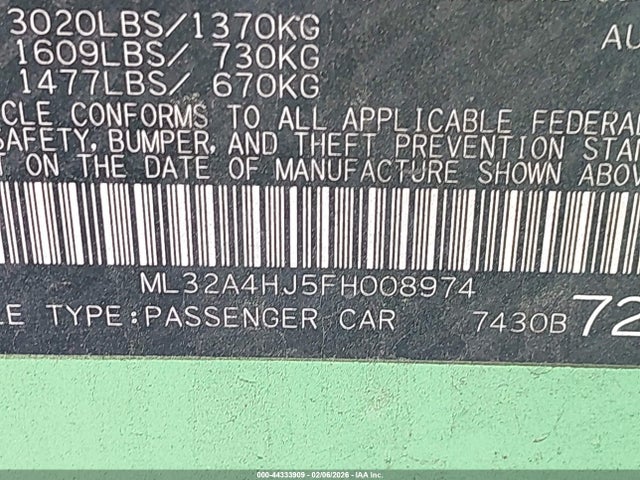 3020LBS/1370KG
1609LBS/ 730KG AU
1477LBS/ 670KG
CLE CONFORMS TO ALL APPLICABLE FEDERA
SAFETY, BUMPER, AND THEFT PREVENTION STAN
T ON THE DATE OF MANUFACTURE SHOWN ABOV
ML32A4HJ5FH008974
LE TYPE:PASSENGER CAR 7430B 72
000-44333909 - 02/06/2026 - IAA Inc.